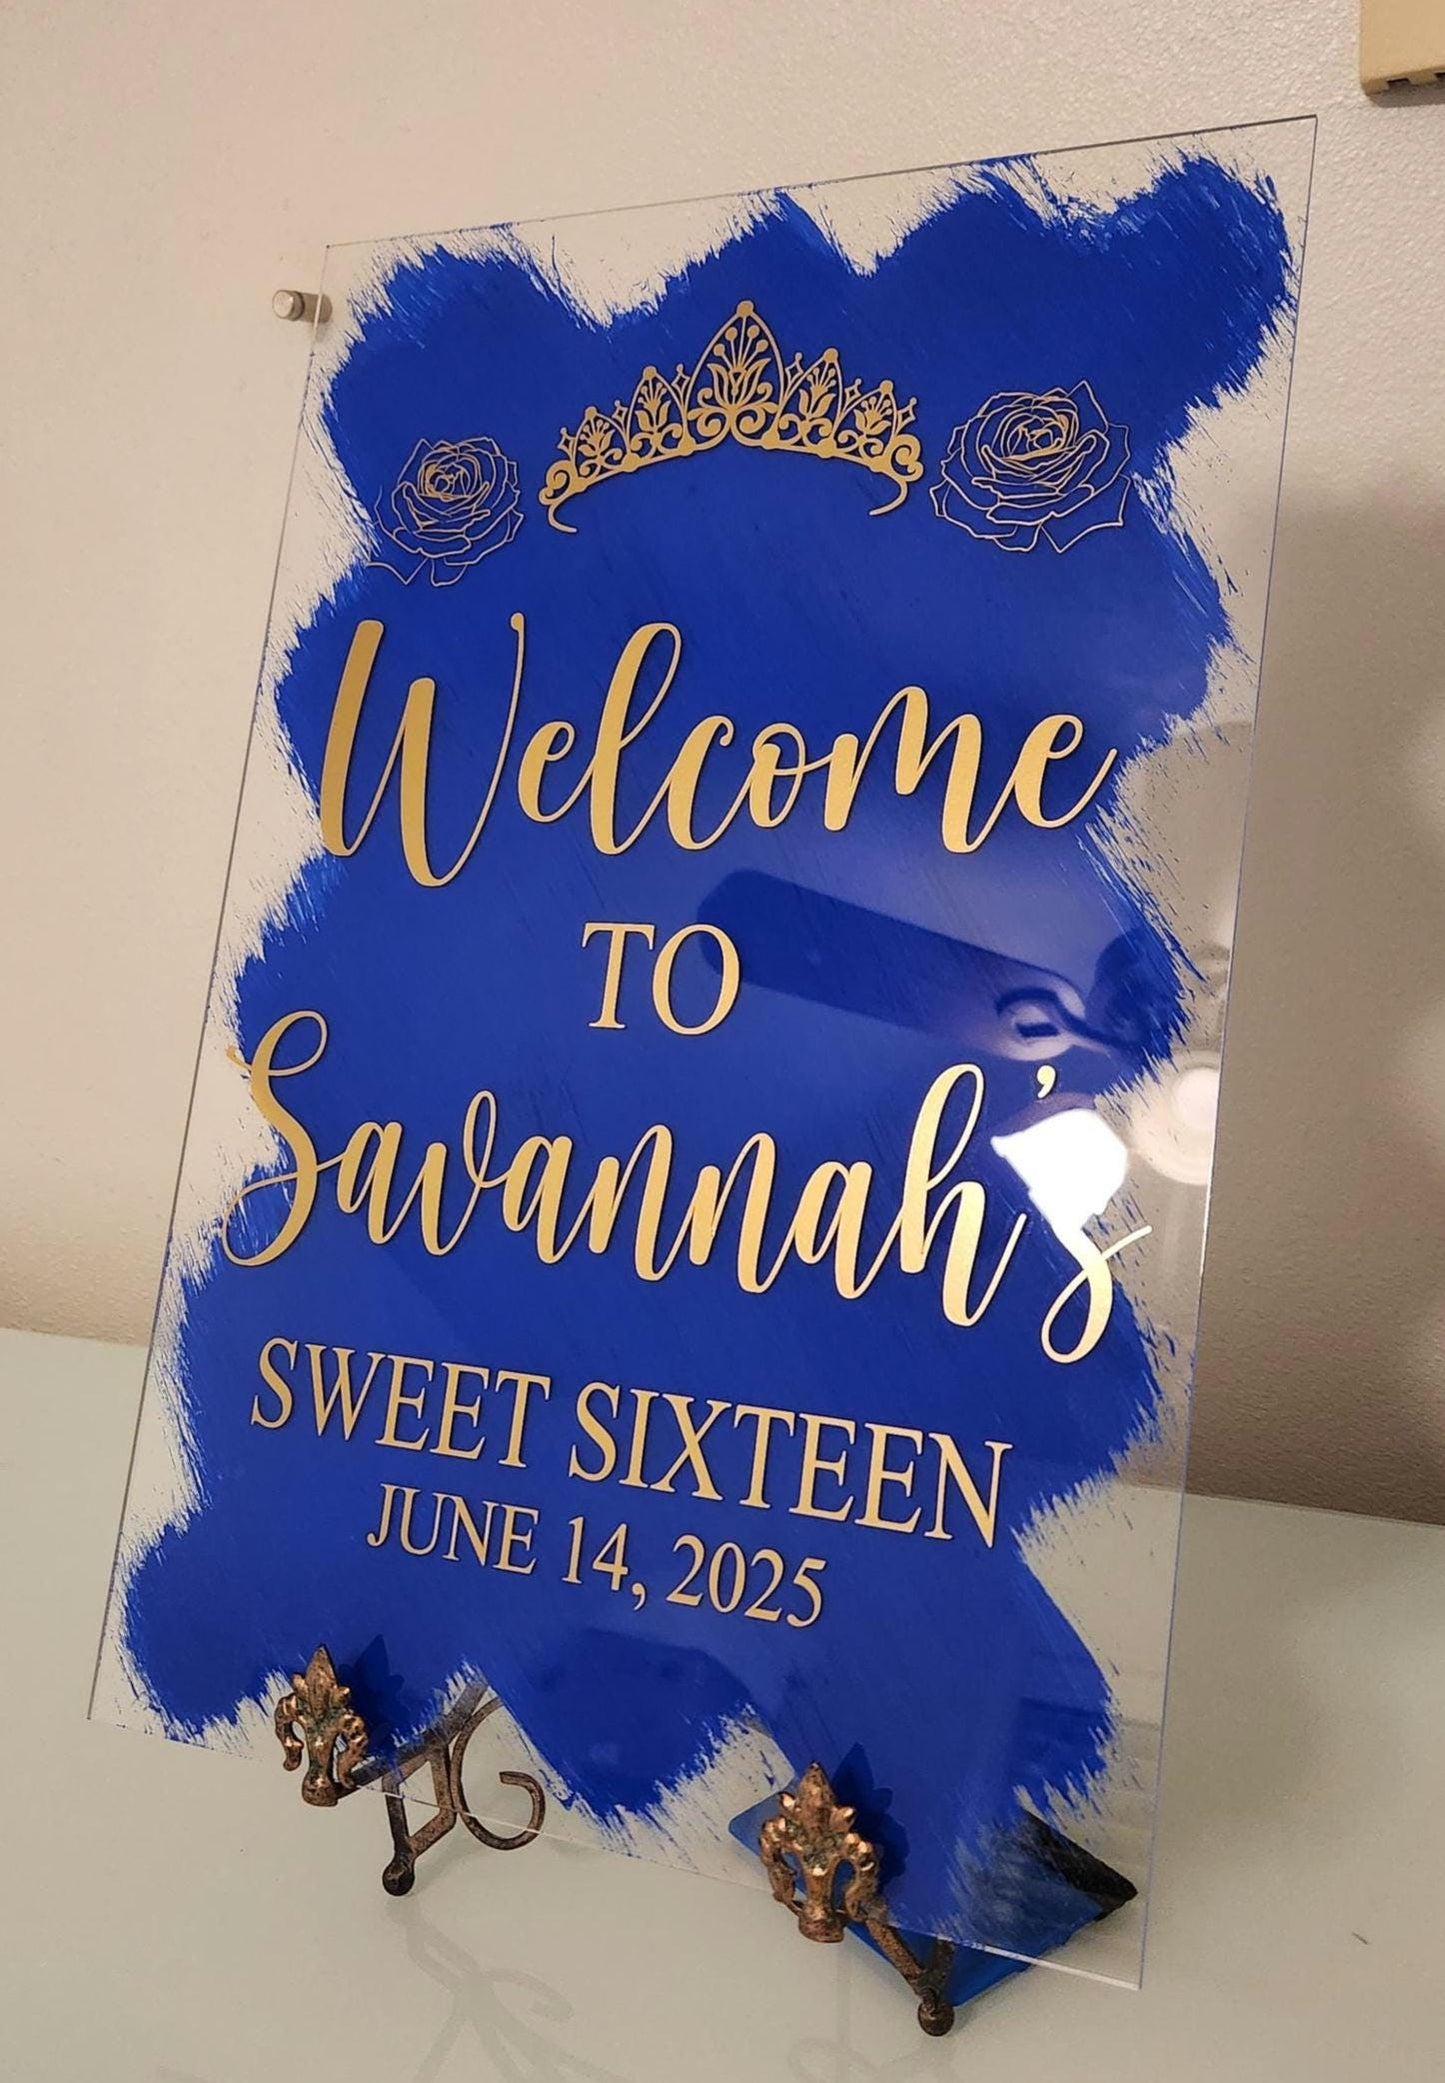 Welcome
TO
Savannah's
SWEET SIXTEEN
JUNE 14, 2025